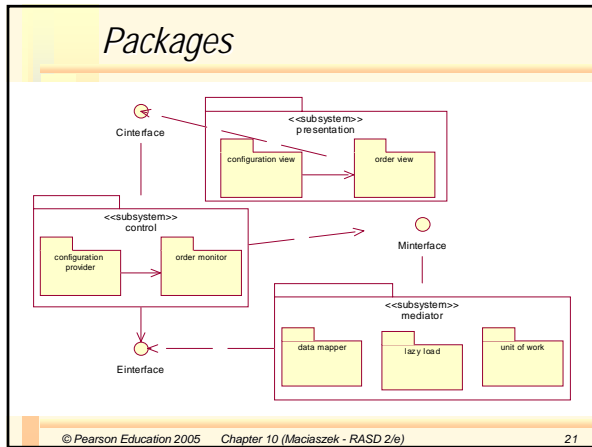 Packages
Cinterface
<<subsystem>>
presentation
configuration view
order view
<<subsystem>>
control
configuration
provider
order monitor
Minterface
<<subsystem>>
mediator
data mapper
lazy load
unit of work
Einterface
© Pearson Education 2005 Chapter 10 (Maciaszek - RASD 2/e) 21